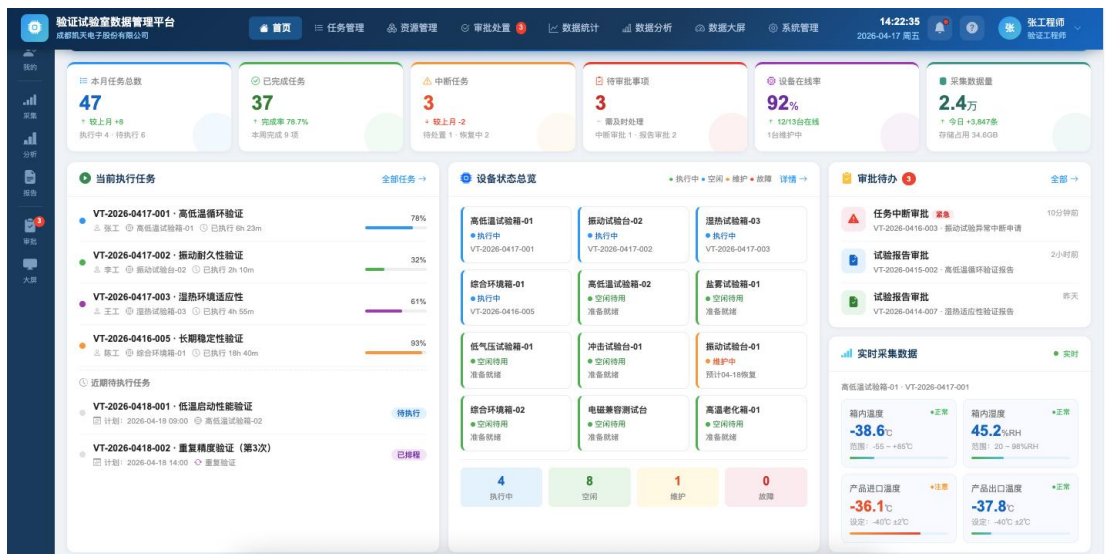 验证试验室数据管理平台
成都凯天电子股份有限公司
首页
任务管理
资源管理
审批处置 3
数据统计
数据分析
数据大屏
系统管理
14:22:35
2026-04-17 周五
张
张工程师
验证工程师
我的
采集
分析
报告
3
审批
大屏
本月任务总数
47
↑ 较上月 +8
执行中 4 · 待执行 6
已完成任务
37
↑ 完成率 78.7%
本周完成 9 项
中断任务
3
↓ 较上月 -2
待处置 1 · 恢复中 2
待审批事项
3
- 需及时处理
中断审批 1 · 报告审批 2
设备在线率
92%
↑ 12/13台在线
1台维护中
采集数据量
2.4万
↑ 今日 +3,847条
存储占用 34.6GB
当前执行任务
全部任务 →
VT-2026-0417-001 · 高低温循环验证
张工 高低温试验箱-01 已执行 6h 23m
78%
VT-2026-0417-002 · 振动耐久性验证
李工 振动试验台-02 已执行 2h 10m
32%
VT-2026-0417-003 · 湿热环境适应性
王工 湿热试验箱-03 已执行 4h 55m
61%
VT-2026-0416-005 · 长期稳定性验证
陈工 综合环境箱-01 已执行 18h 40m
93%
近期待执行任务
VT-2026-0418-001 · 低温启动性能验证
计划: 2026-04-18 09:00 高低温试验箱-02
待执行
VT-2026-0418-002 · 重复精度验证（第3次）
计划: 2026-04-18 14:00 重复验证
已排程
设备状态总览
执行中 空闲 维护 故障 详情 →
高低温试验箱-01
执行中
VT-2026-0417-001
振动试验台-02
执行中
VT-2026-0417-002
湿热试验箱-03
执行中
VT-2026-0417-003
综合环境箱-01
执行中
VT-2026-0416-005
高低温试验箱-02
空闲待用
准备就绪
盐雾试验箱-01
空闲待用
准备就绪
低气压试验箱-01
空闲待用
准备就绪
冲击试验台-01
空闲待用
准备就绪
振动试验台-01
维护中
预计04-18恢复
综合环境箱-02
空闲待用
准备就绪
电磁兼容测试台
空闲待用
准备就绪
高温老化箱-01
空闲待用
准备就绪
4
执行中
8
空闲
1
维护
0
故障
审批待办 3
全部 →
任务中断审批 紧急
10分钟前
VT-2026-0416-003 · 振动试验异常中断申请
试验报告审批
2小时前
VT-2026-0415-002 · 高低温循环验证报告
试验报告审批
昨天
VT-2026-0414-007 · 湿热适应性验证报告
实时采集数据
实时
高低温试验箱-01 · VT-2026-0417-001
箱内温度
正常
-38.6℃
范围: -55 ~ +85℃
箱内湿度
正常
45.2%RH
范围: 20 ~ 98%RH
产品进口温度
注意
-36.1℃
设定: -40℃ ±2℃
产品出口温度
正常
-37.8℃
设定: -40℃ ±2℃